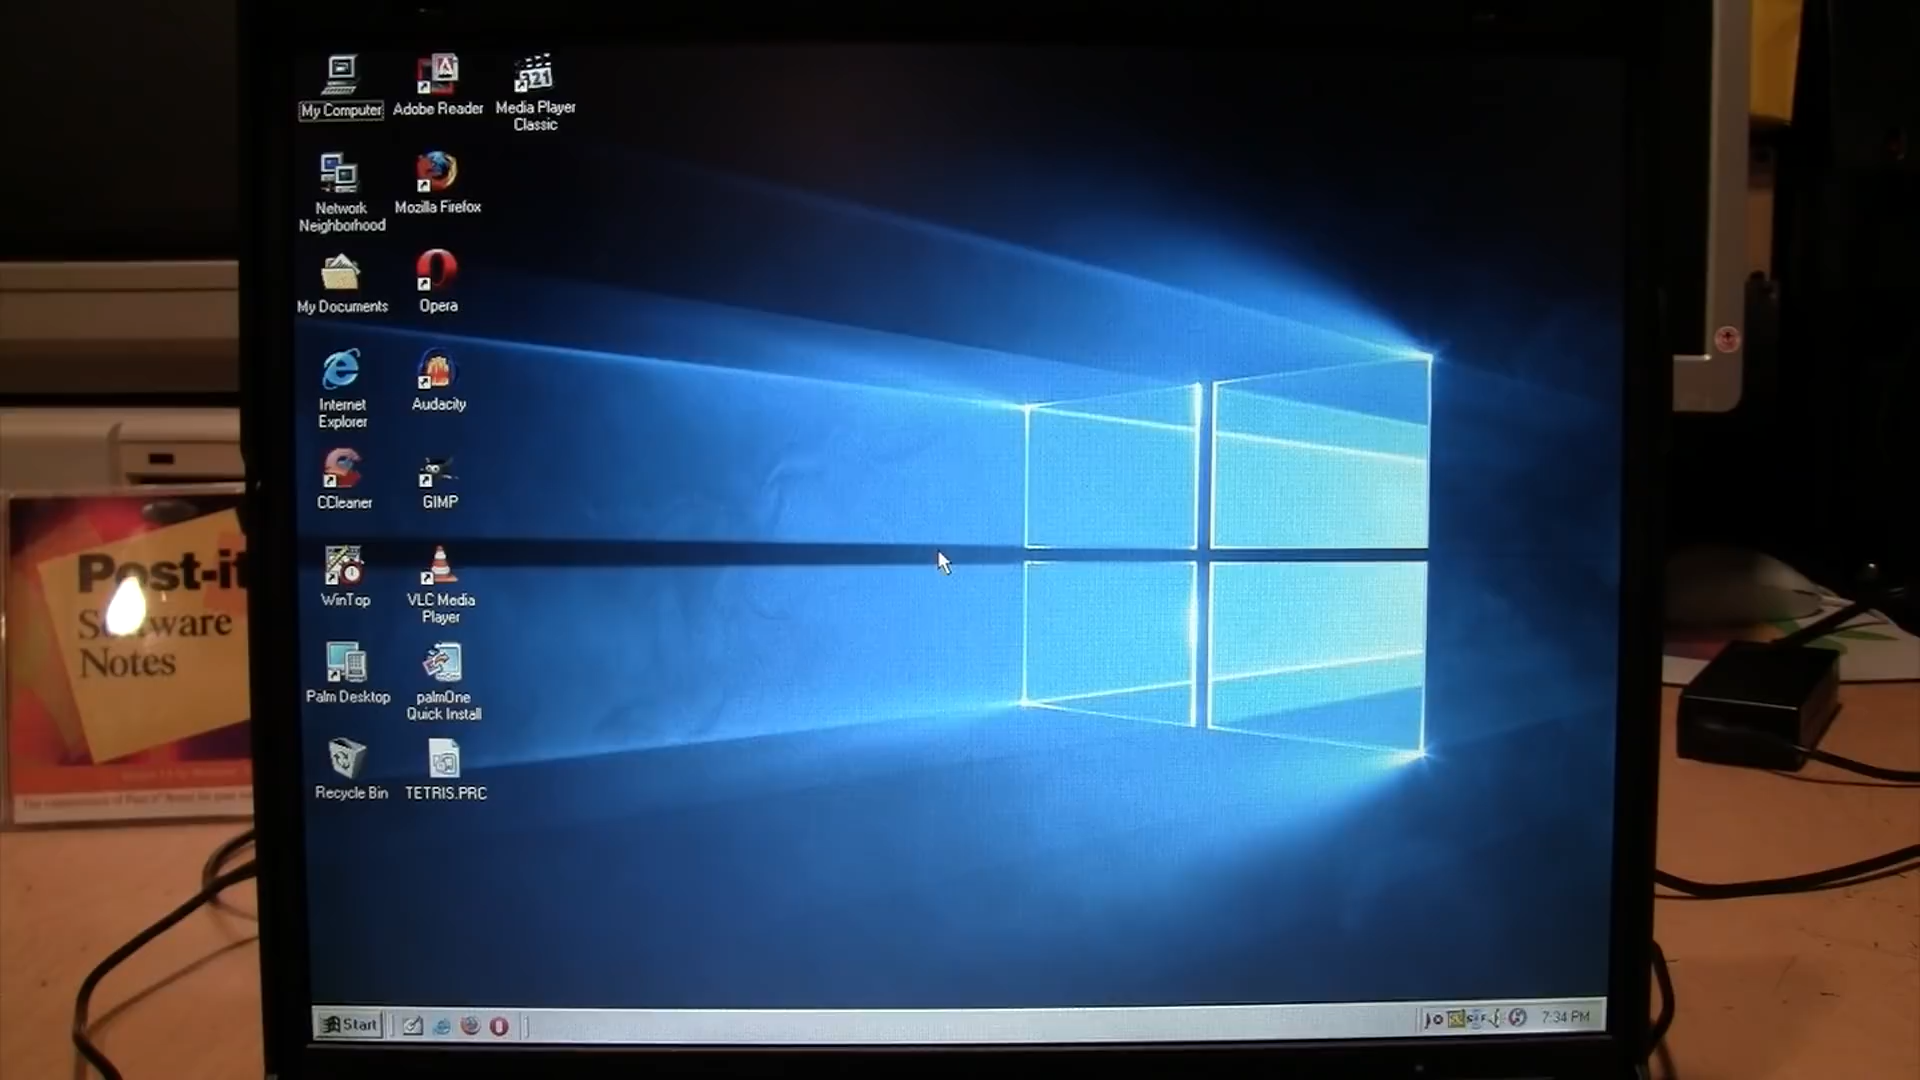 My Computer
Adobe Reader
Media Player
Classic
321
Network
Neighborhood
Mozilla Firefox
My Documents
Opera
Internet
Explorer
Audacity
CCleaner
GIMP
WinTop
VLC Media
Player
Palm Desktop
palmOne
Quick Install
Recycle Bin
TETRIS.PRC
Post-it
Software
Notes
Start
7:34 PM